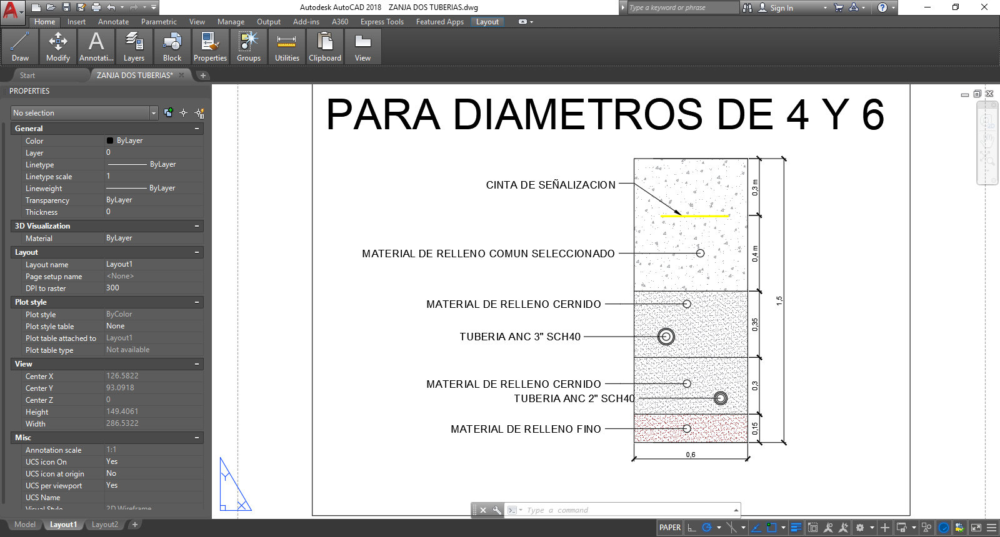 Autodesk AutoCAD 2018 ZANJA DOS TUBERIAS.dwg
Type a keyword or phrase
Sign In
Home Insert Annotate Parametric View Manage Output Add-ins A360 Express Tools Featured Apps Layout
Draw Modify Annotati... Layers Block Properties Groups Utilities Clipboard View
Start ZANJA DOS TUBERIAS*
PROPERTIES
No selection
General
Color ByLayer
Layer 0
Linetype ByLayer
Linetype scale 1
Lineweight ByLayer
Transparency ByLayer
Thickness 0
3D Visualization
Material ByLayer
Layout
Layout name Layout1
Page setup name <None>
DPI to raster 300
Plot style
Plot style ByColor
Plot style table None
Plot table attached to Layout1
Plot table type Not available
View
Center X 126.5822
Center Y 93.0918
Center Z 0
Height 149.4061
Width 286.5322
Misc
Annotation scale 1:1
UCS icon On Yes
UCS icon at origin No
UCS per viewport Yes
UCS Name
Visual Style 2D Wireframe
PARA DIAMETROS DE 4 Y 6
CINTA DE SEÑALIZACION
MATERIAL DE RELLENO COMUN SELECCIONADO
MATERIAL DE RELLENO CERNIDO
TUBERIA ANC 3" SCH40
MATERIAL DE RELLENO CERNIDO
TUBERIA ANC 2" SCH40
MATERIAL DE RELLENO FINO
0,3 m
0,4 m
0,35
0,3
0,15
1,5
0,6
Y
X
Type a command
Model Layout1 Layout2
PAPER